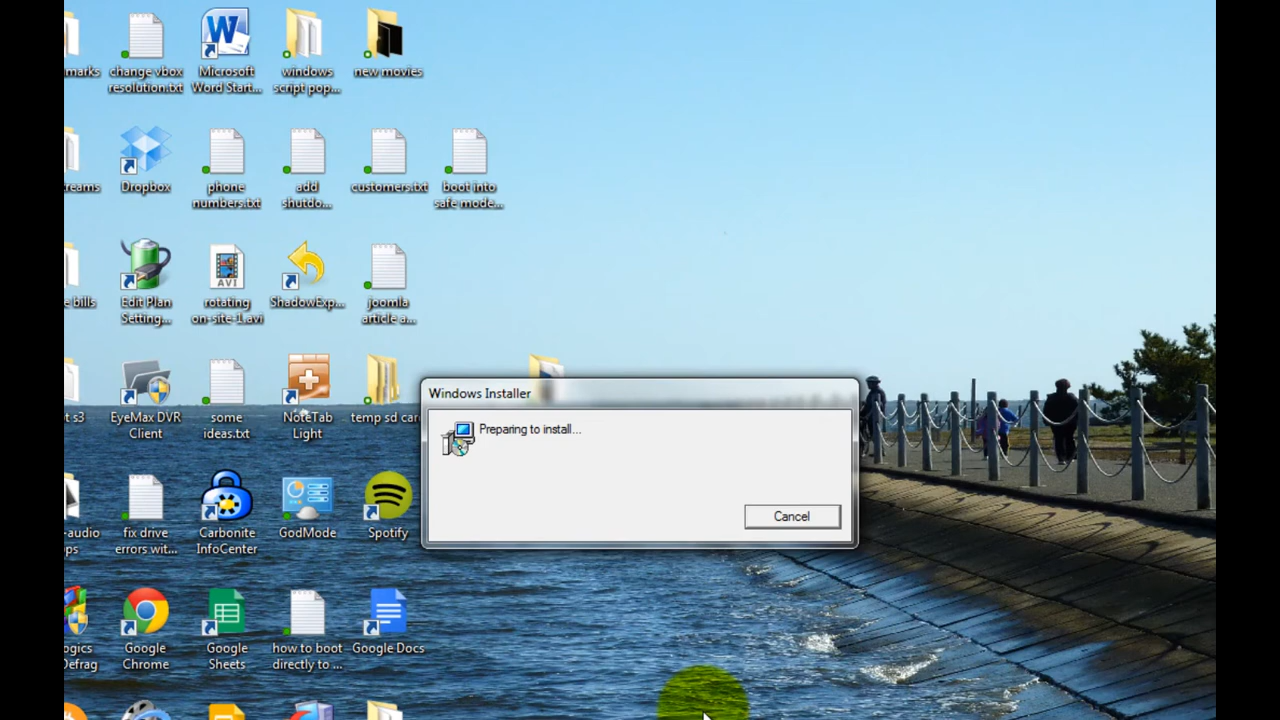 marks
change vbox
resolution.txt
Microsoft
Word Start...
windows
script pop...
new movies
reams
Dropbox
phone
numbers.txt
add
shutdo...
customers.txt
boot into
safe mode...
e bills
Edit Plan
Setting...
AVI
rotating
on-site-1.avi
ShadowExp...
joomla
article a...
t s3
EyeMax DVR
Client
some
ideas.txt
NoteTab
Light
temp sd car
Windows Installer
Preparing to install...
Cancel
-audio
ps
fix drive
errors wit...
Carbonite
InfoCenter
GodMode
Spotify
ogics
Defrag
Google
Chrome
Google
Sheets
how to boot
directly to ...
Google Docs